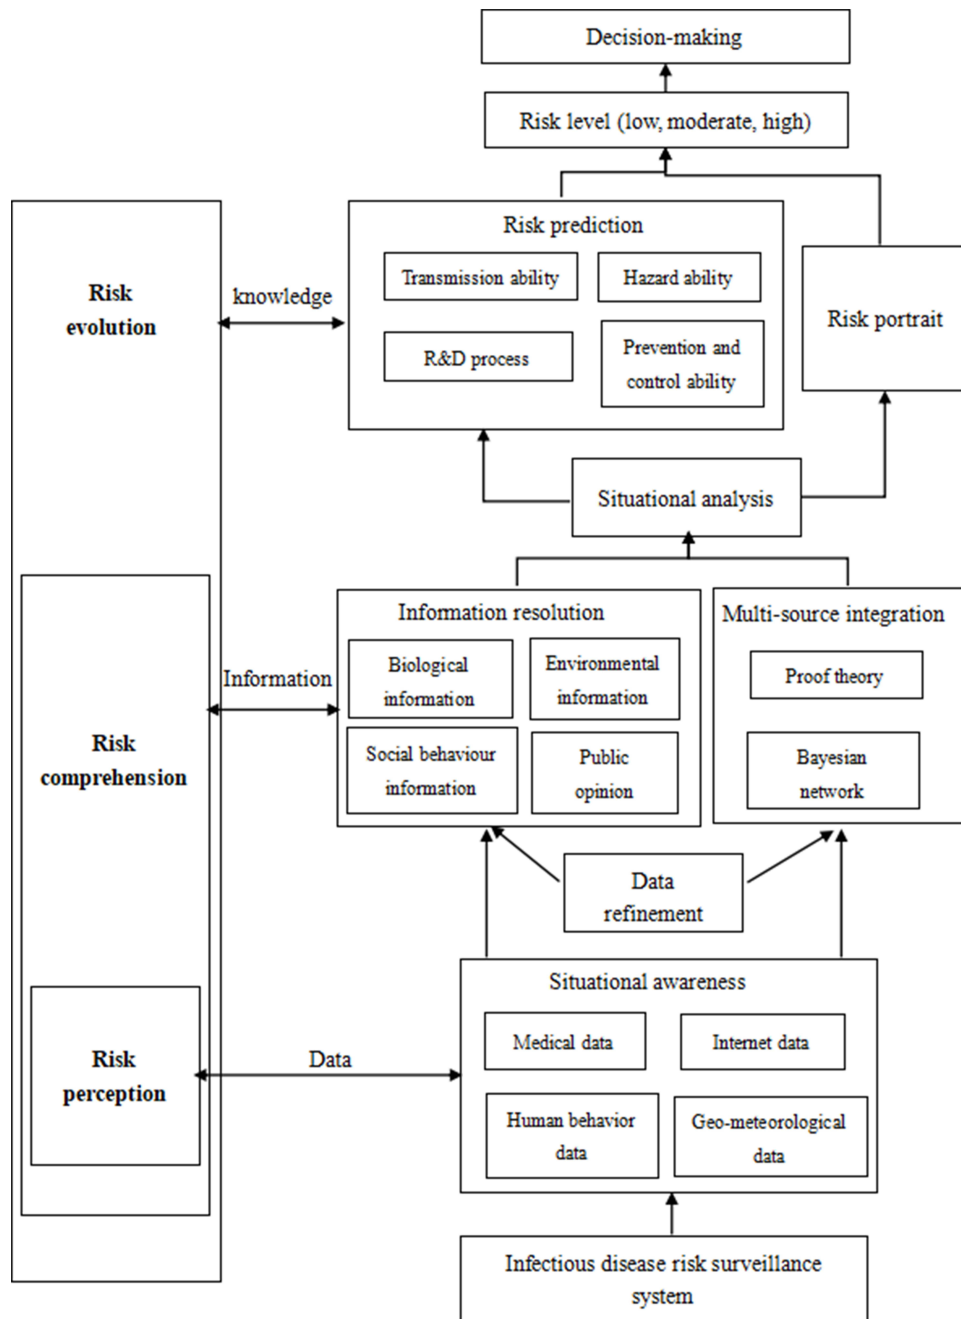 Decision-making
Risk level (low, moderate, high)
Risk prediction
Transmission ability
Hazard ability
R&D process
Prevention and
control ability
Risk portrait
Risk
evolution
knowledge
Situational analysis
Information resolution
Biological
information
Environmental
information
Social behaviour
information
Public
opinion
Multi-source integration
Proof theory
Bayesian
network
Information
Risk
comprehension
Data
refinement
Situational awareness
Medical data
Internet data
Human behavior
data
Geo-meteorological
data
Risk
perception
Data
Infectious disease risk surveillance
system